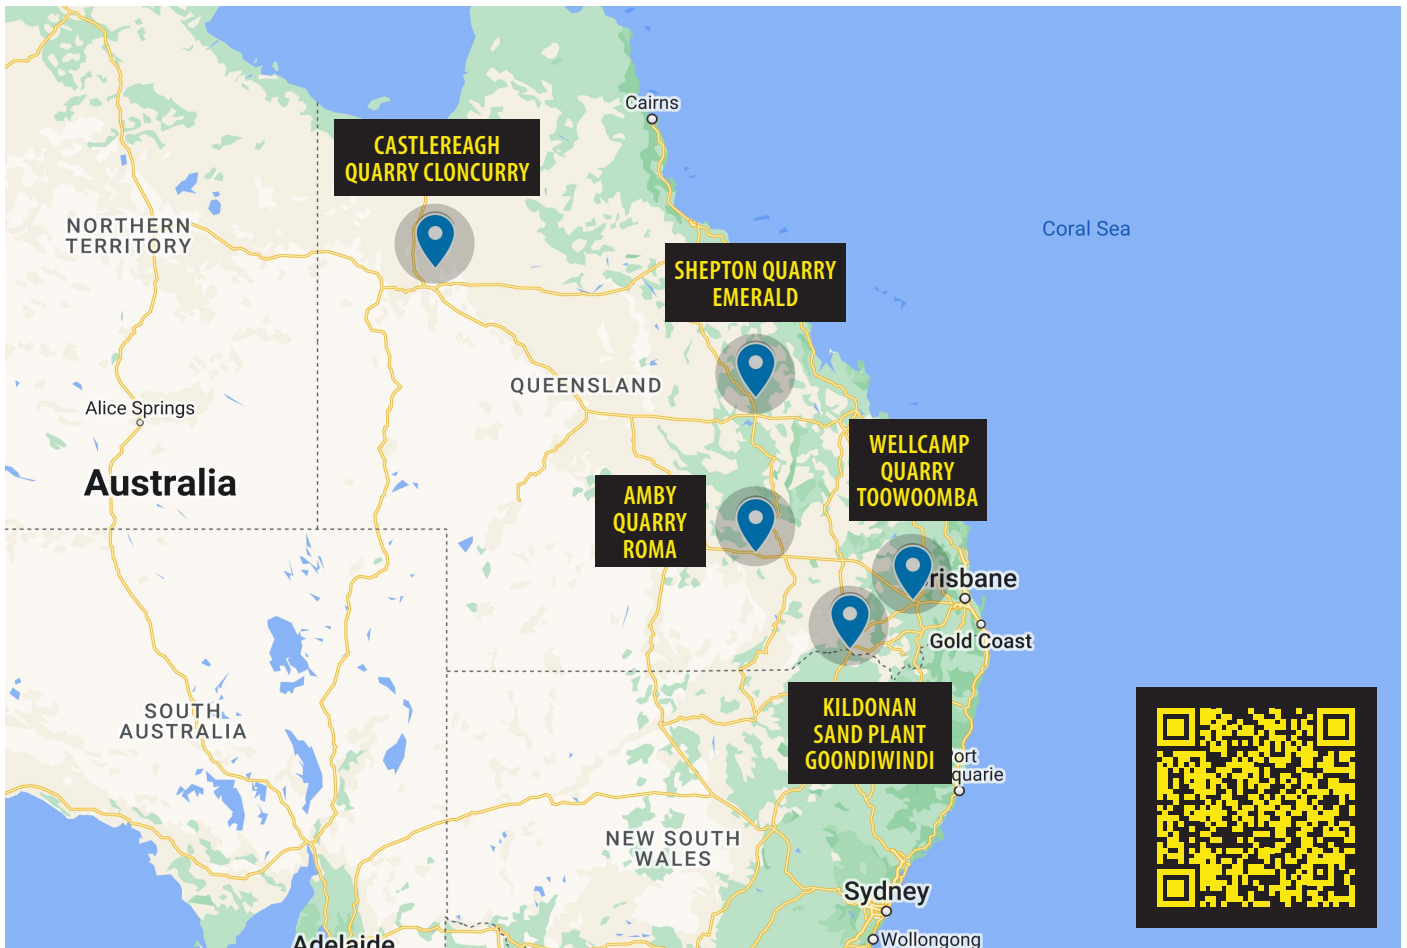 Cairns
CASTLEREAGH
QUARRY CLONCURRY
NORTHERN
TERRITORY
Coral Sea
SHEPTON QUARRY
EMERALD
QUEENSLAND
Alice Springs
WELLCAMP
QUARRY
TOOWOOMBA
Australia
AMBY
QUARRY
ROMA
risbane
Gold Coast
KILDONAN
SAND PLANT
GOONDIWINDI
SOUTH
AUSTRALIA
ort
quarie
NEW SOUTH
WALES
Sydney
Adelaide
Wollongong